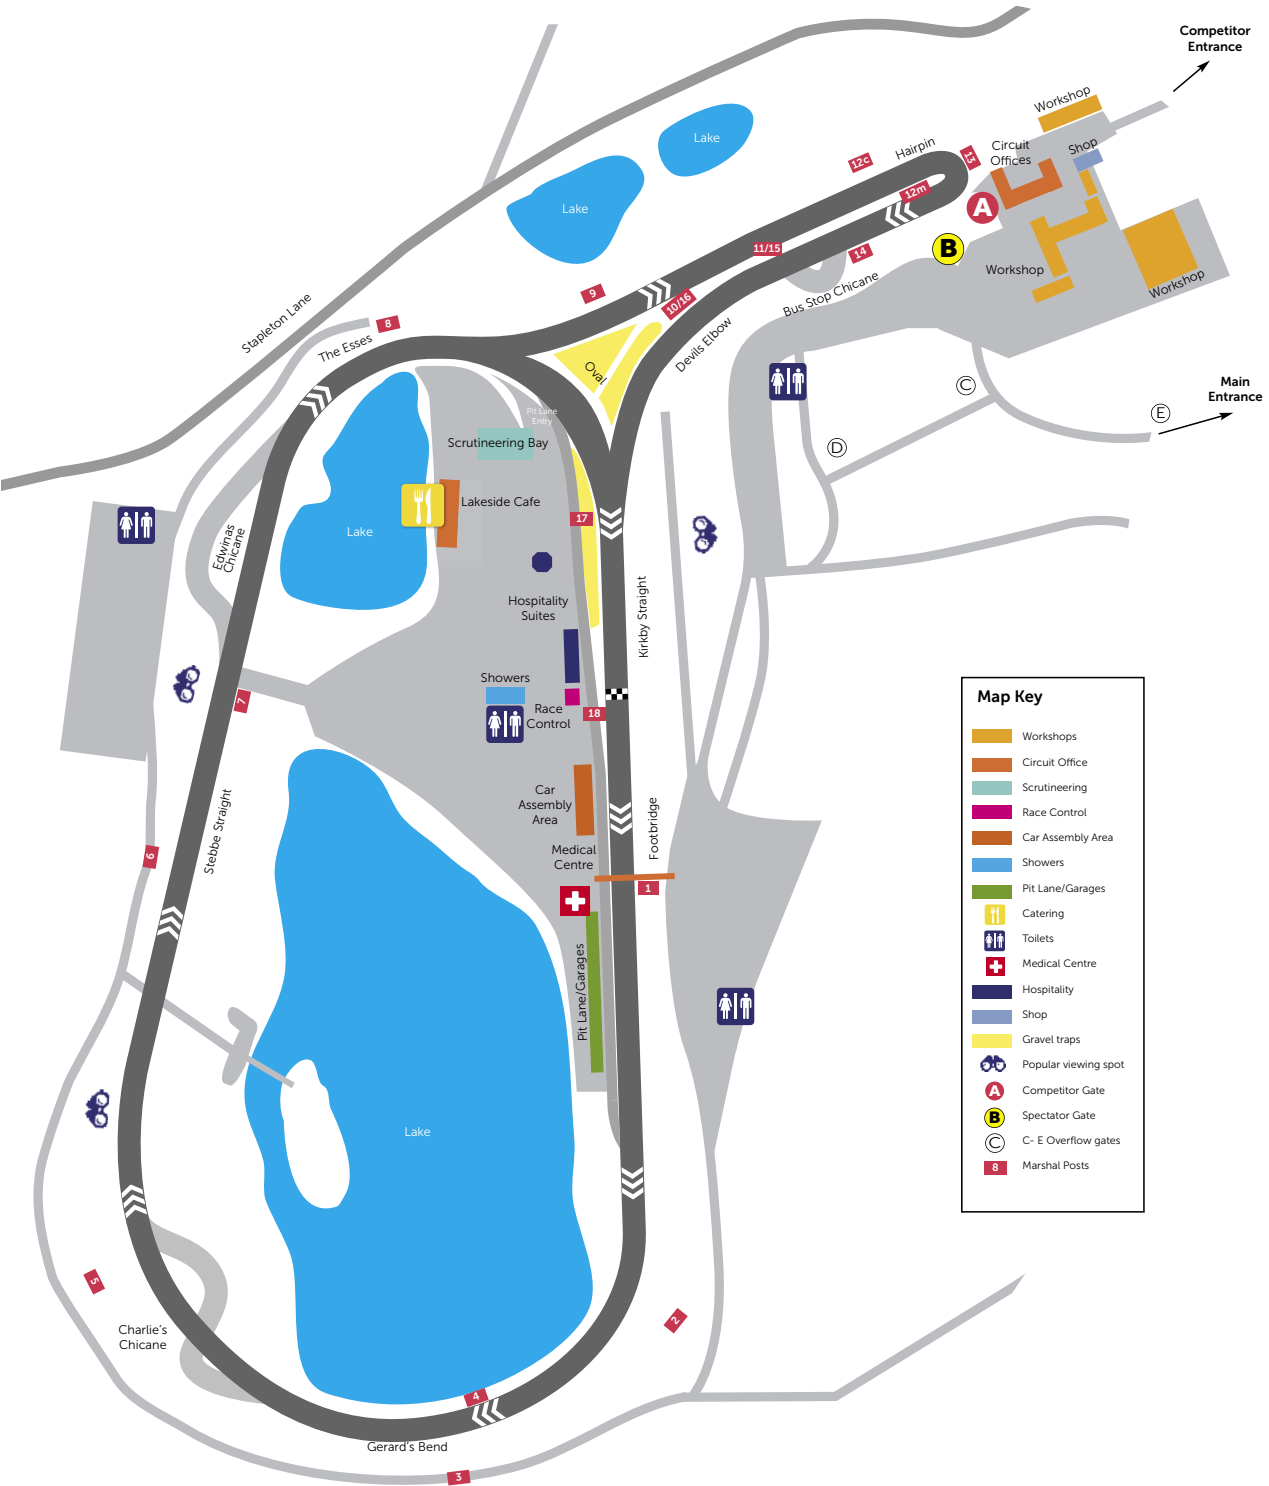 Competitor
Entrance
Workshop
Lake
Hairpin
12c
13
Circuit
Offices
Shop
12m
A
Lake
B
11/15
14
Workshop
Workshop
Bus Stop Chicane
9
10/16
Stapleton Lane
8
The Esses
Devils Elbow
Oval
C
Main
Entrance
E
Pit Lane
Entry
Scrutineering Bay
D
Lakeside Cafe
17
Lake
Edwinas
Chicane
Hospitality
Suites
Kirkby Straight
Showers
7
Race
Control
18
Car
Assembly
Area
Stebbe Straight
Footbridge
Medical
Centre
6
1
Pit Lane/Garages
Lake
5
Charlie's
Chicane
2
4
Gerard's Bend
3
Map Key
Workshops
Circuit Office
Scrutineering
Race Control
Car Assembly Area
Showers
Pit Lane/Garages
Catering
Toilets
Medical Centre
Hospitality
Shop
Gravel traps
Popular viewing spot
A Competitor Gate
B Spectator Gate
C C- E Overflow gates
8 Marshal Posts